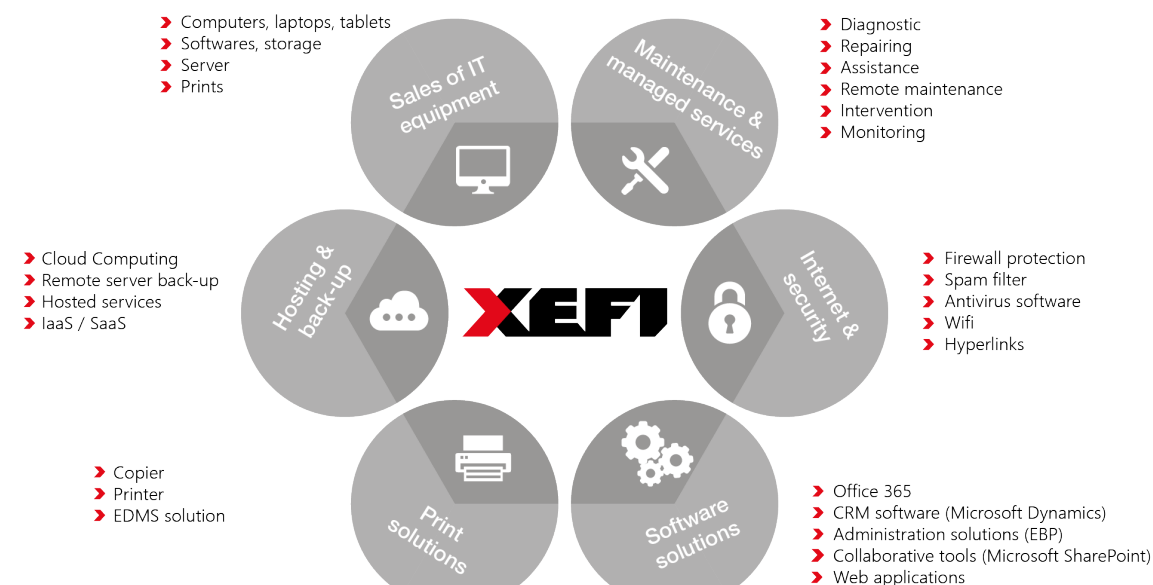 Computers, laptops, tablets
Softwares, storage
Server
Prints
Sales of IT
equipment
Maintenance &
managed services
Diagnostic
Repairing
Assistance
Remote maintenance
Intervention
Monitoring
Cloud Computing
Remote server back-up
Hosted services
IaaS / SaaS
Hosting &
back-up
XEFI
Internet &
security
Firewall protection
Spam filter
Antivirus software
Wifi
Hyperlinks
Copier
Printer
EDMS solution
Print
solutions
Software
solutions
Office 365
CRM software (Microsoft Dynamics)
Administration solutions (EBP)
Collaborative tools (Microsoft SharePoint)
Web applications